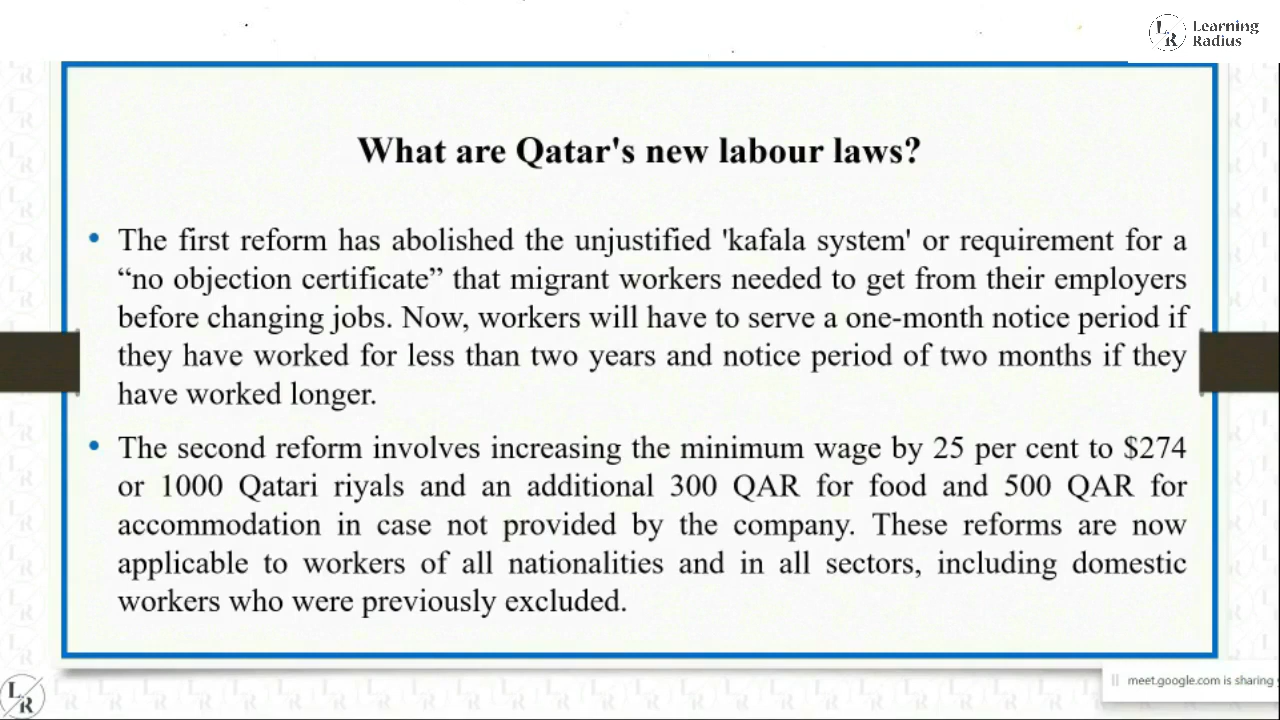 Learning
Radius
What are Qatar's new labour laws?
• The first reform has abolished the unjustified 'kafala system' or requirement for a
“no objection certificate” that migrant workers needed to get from their employers
before changing jobs. Now, workers will have to serve a one-month notice period if
they have worked for less than two years and notice period of two months if they
have worked longer.
• The second reform involves increasing the minimum wage by 25 per cent to $274
or 1000 Qatari riyals and an additional 300 QAR for food and 500 QAR for
accommodation in case not provided by the company. These reforms are now
applicable to workers of all nationalities and in all sectors, including domestic
workers who were previously excluded.
meet.google.com is sharing
LR
LR